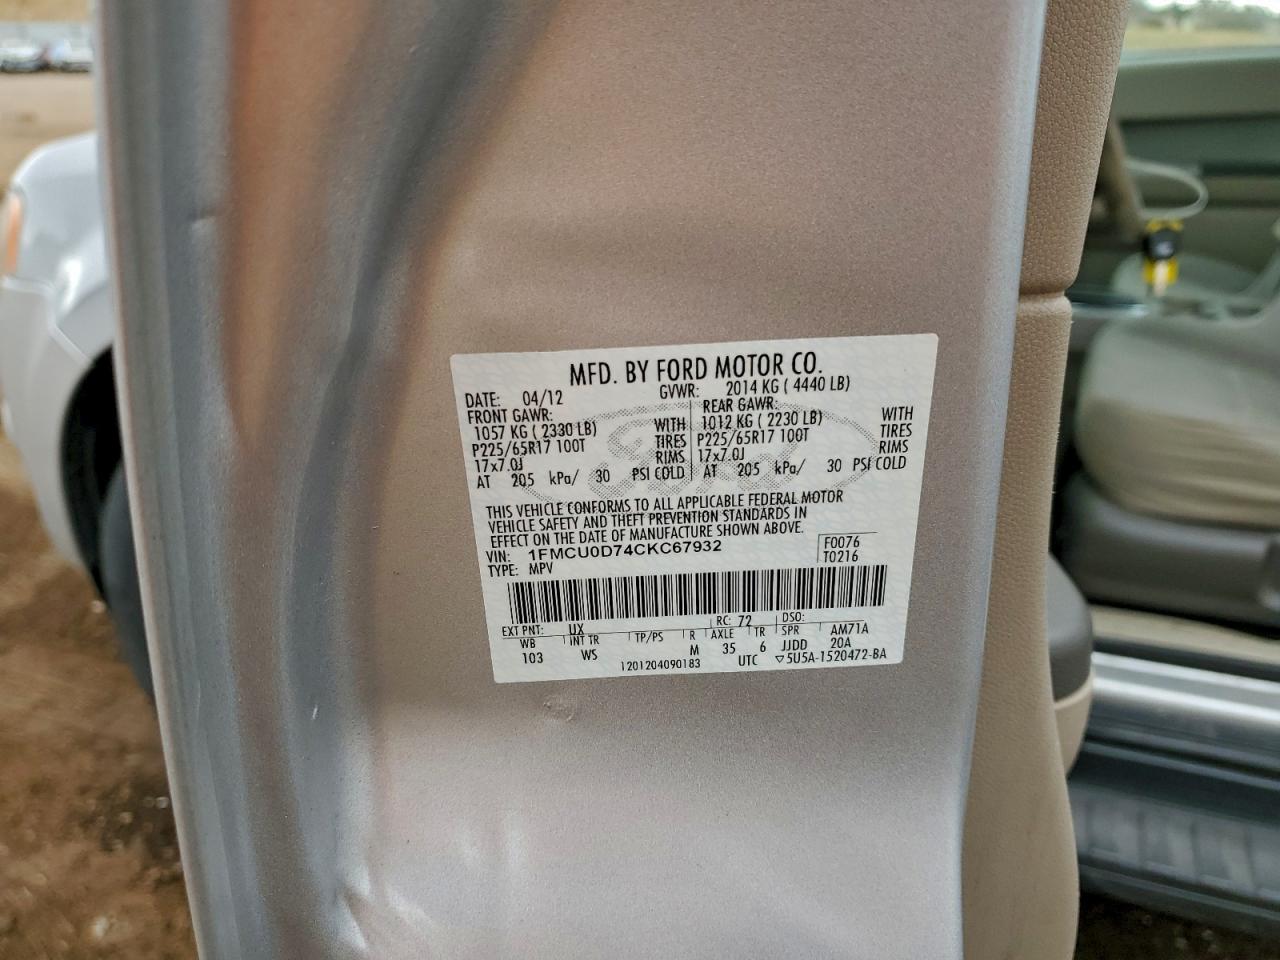 MFD. BY FORD MOTOR CO.
DATE: 04/12 GVWR: 2014 KG ( 4440 LB)
FRONT GAWR: REAR GAWR:
1057 KG ( 2330 LB) WITH 1012 KG ( 2230 LB) WITH
P225/65R17 100T TIRES P225/65R17 100T TIRES
17x7.0J RIMS 17x7.0J RIMS
AT 205 kPa/ 30 PSI COLD AT 205 kPa/ 30 PSI COLD
THIS VEHICLE CONFORMS TO ALL APPLICABLE FEDERAL MOTOR
VEHICLE SAFETY AND THEFT PREVENTION STANDARDS IN
EFFECT ON THE DATE OF MANUFACTURE SHOWN ABOVE.
VIN: 1FMCU0D74CKC67932 F0076
TYPE: MPV T0216
EXT PNT: UX RC: 72 DSO:
WB INT TR TP/PS R AXLE TR SPR AM71A
103 WS M 35 6 JJDD 20A
1201204090183 UTC ▽5U5A-1520472-BA
Ford